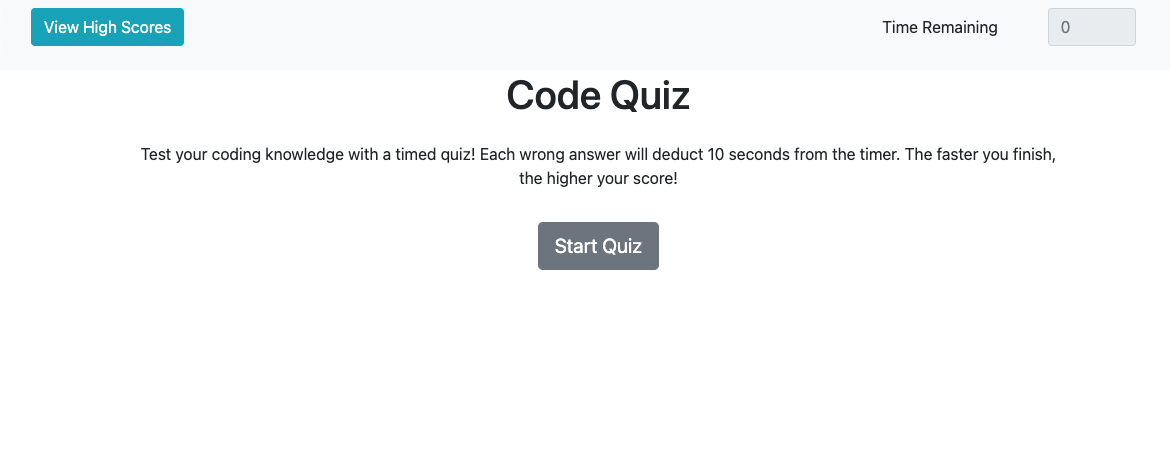 View High Scores
Time Remaining
0
Code Quiz
Test your coding knowledge with a timed quiz! Each wrong answer will deduct 10 seconds from the timer. The faster you finish,
the higher your score!
Start Quiz